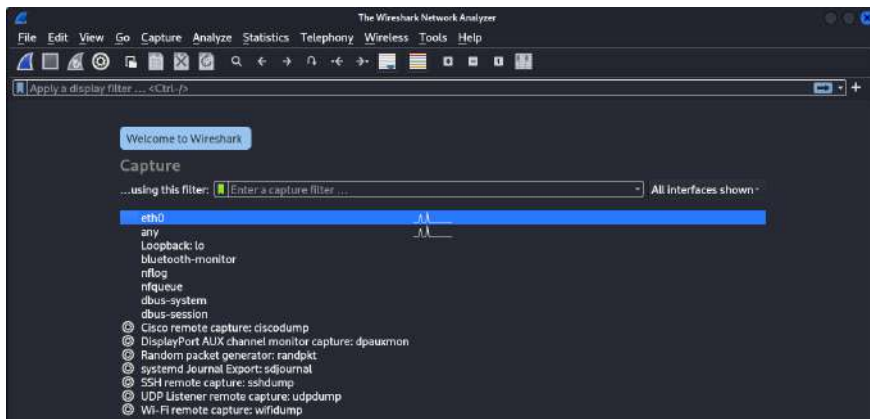 The Wireshark Network Analyzer
File Edit View Go Capture Analyze Statistics Telephony Wireless Tools Help
Apply a display filter ... <Ctrl-/>
Welcome to Wireshark
Capture
...using this filter: Enter a capture filter ... All interfaces shown
eth0
any
Loopback: lo
bluetooth-monitor
nflog
nfqueue
dbus-system
dbus-session
Cisco remote capture: ciscodump
DisplayPort AUX channel monitor capture: dpauxmon
Random packet generator: randpkt
systemd Journal Export: sdjournal
SSH remote capture: sshdump
UDP Listener remote capture: udpdump
Wi-Fi remote capture: wifidump